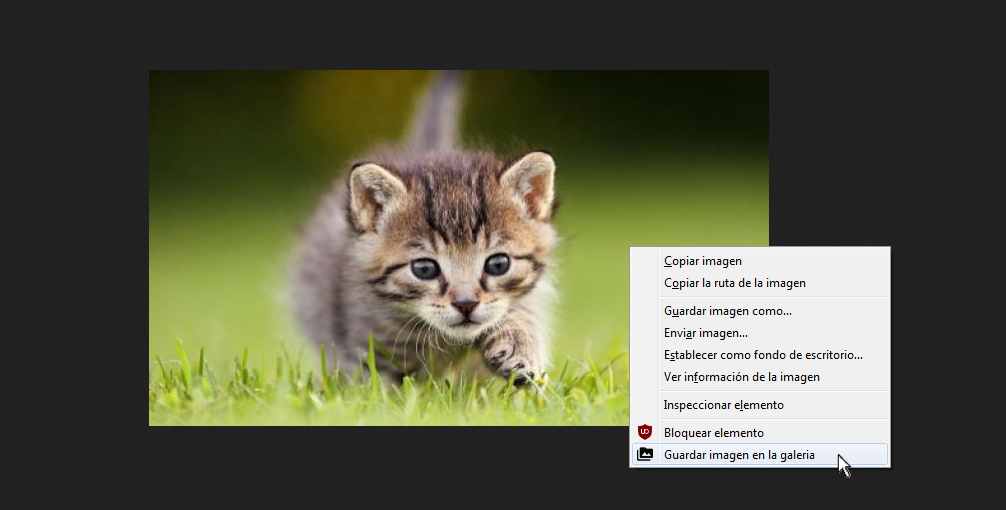 Copiar imagen
Copiar la ruta de la imagen
Guardar imagen como...
Enviar imagen...
Establecer como fondo de escritorio...
Ver información de la imagen
Inspeccionar elemento
Bloquear elemento
Guardar imagen en la galeria